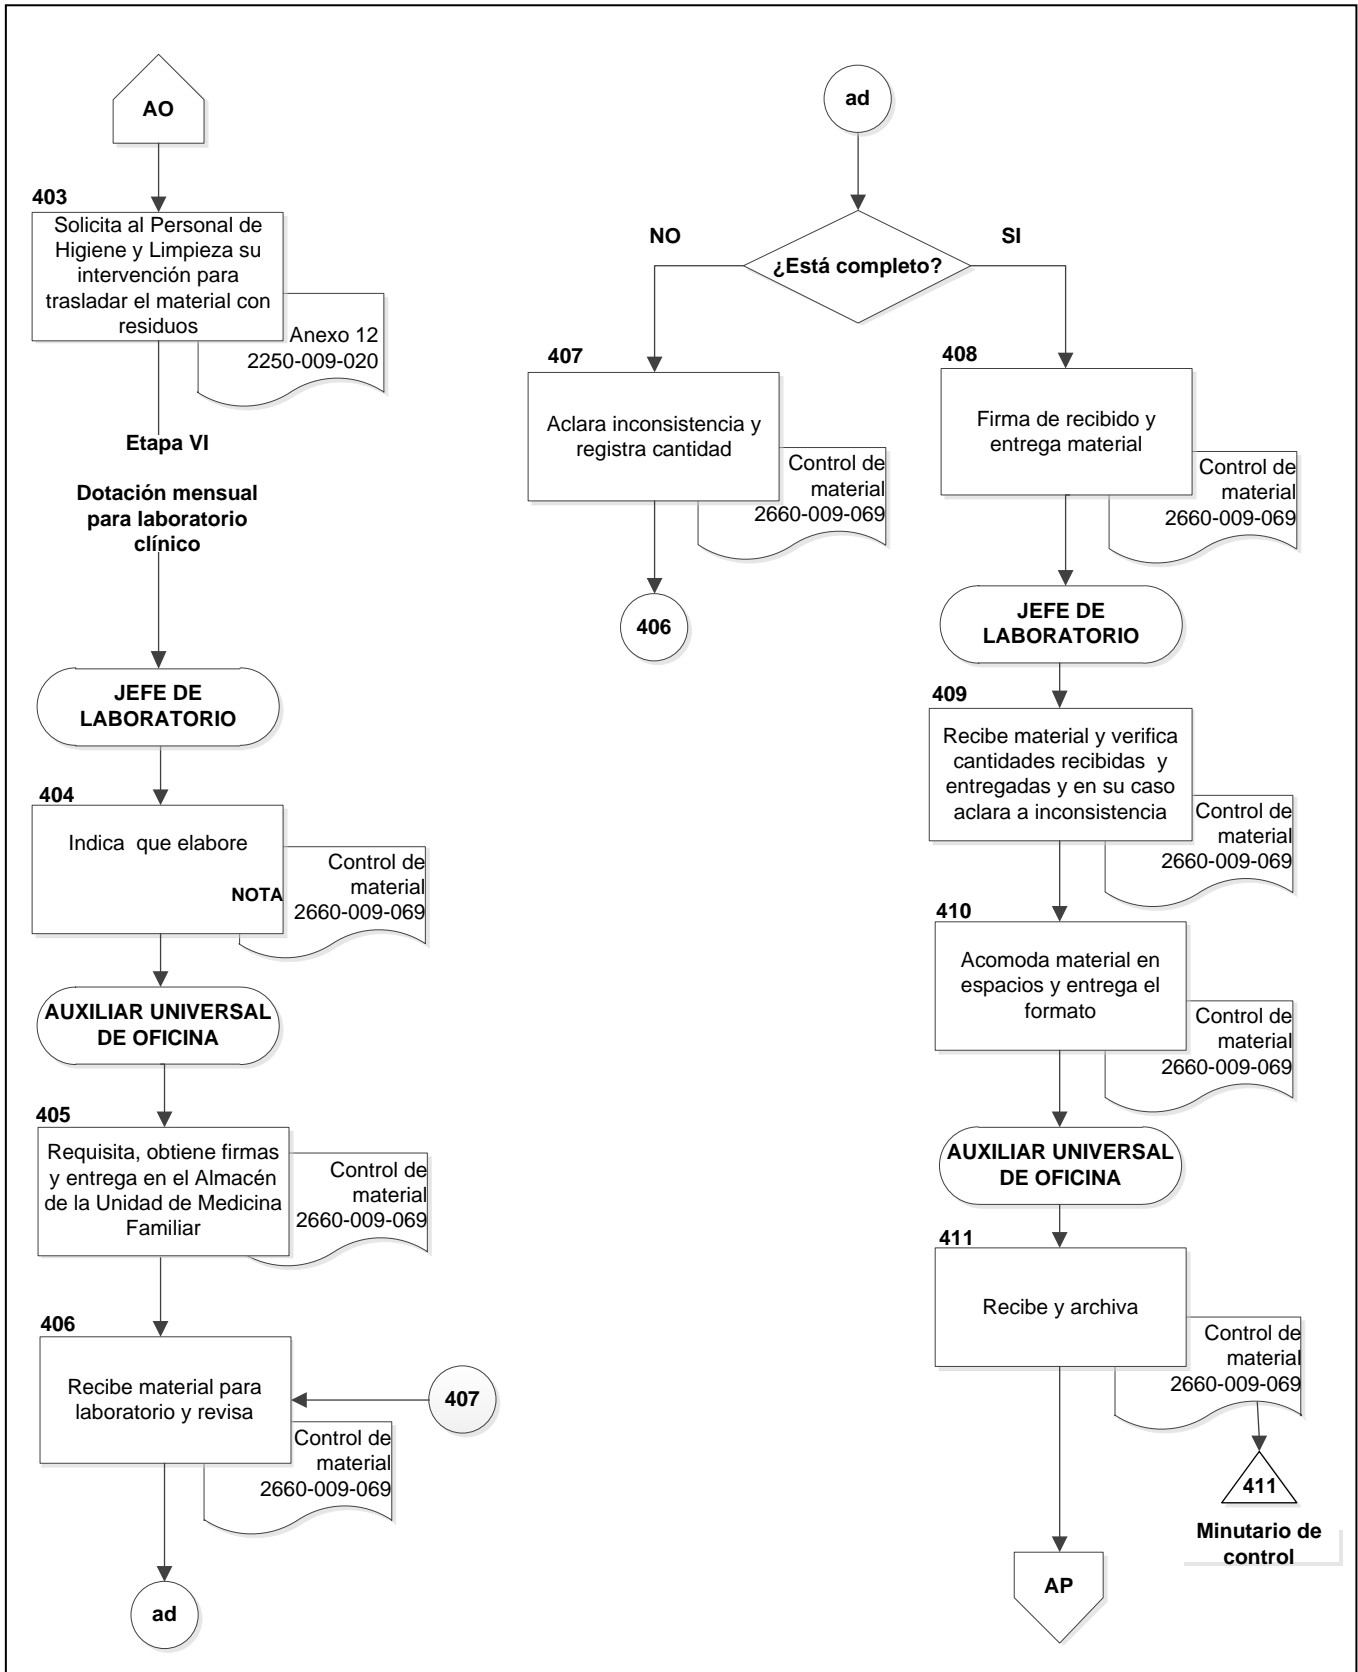 AO
403
Solicita al Personal de
Higiene y Limpieza su
intervención para
trasladar el material con
residuos
Anexo 12
2250-009-020
Etapa VI
Dotación mensual
para laboratorio
clínico
JEFE DE
LABORATORIO
404
Indica que elabore
NOTA
Control de
material
2660-009-069
AUXILIAR UNIVERSAL
DE OFICINA
405
Requisita, obtiene firmas
y entrega en el Almacén
de la Unidad de Medicina
Familiar
Control de
material
2660-009-069
406
Recibe material para
laboratorio y revisa
407
Control de
material
2660-009-069
ad
ad
¿Está completo?
NO
SI
407
Aclara inconsistencia y
registra cantidad
Control de
material
2660-009-069
406
408
Firma de recibido y
entrega material
Control de
material
2660-009-069
JEFE DE
LABORATORIO
409
Recibe material y verifica
cantidades recibidas y
entregadas y en su caso
aclara a inconsistencia
Control de
material
2660-009-069
410
Acomoda material en
espacios y entrega el
formato
Control de
material
2660-009-069
AUXILIAR UNIVERSAL
DE OFICINA
411
Recibe y archiva
Control de
material
2660-009-069
411
Minutario de
control
AP